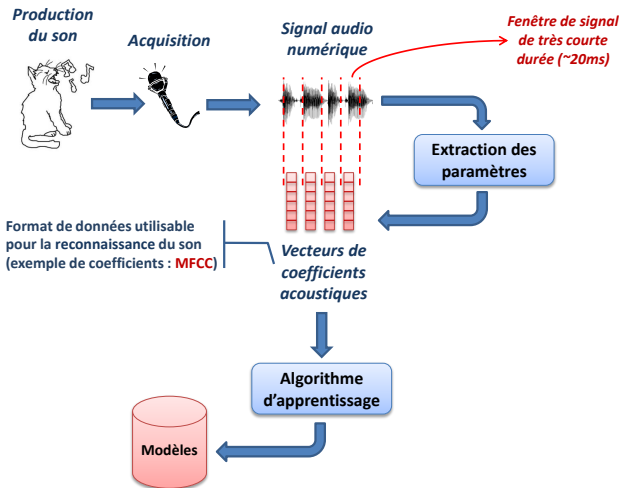 Production
du son
Acquisition
Signal audio
numérique
Fenêtre de signal
de très courte
durée (~20ms)
Extraction des
paramètres
Format de données utilisable
pour la reconnaissance du son
(exemple de coefficients : MFCC)
Vecteurs de
coefficients
acoustiques
Algorithme
d'apprentissage
Modèles